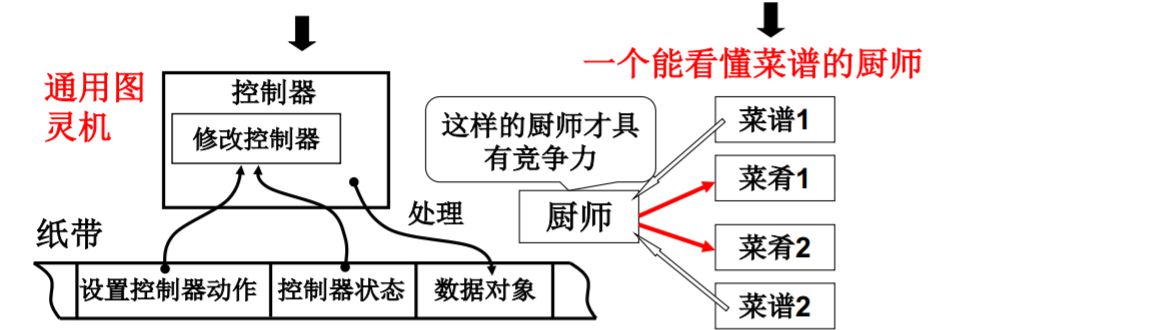 通用图
灵机
控制器
修改控制器
处理
纸带
设置控制器动作
控制器状态
数据对象
一个能看懂菜谱的厨师
这样的厨师才具
有竞争力
厨师
菜谱1
菜肴1
菜肴2
菜谱2